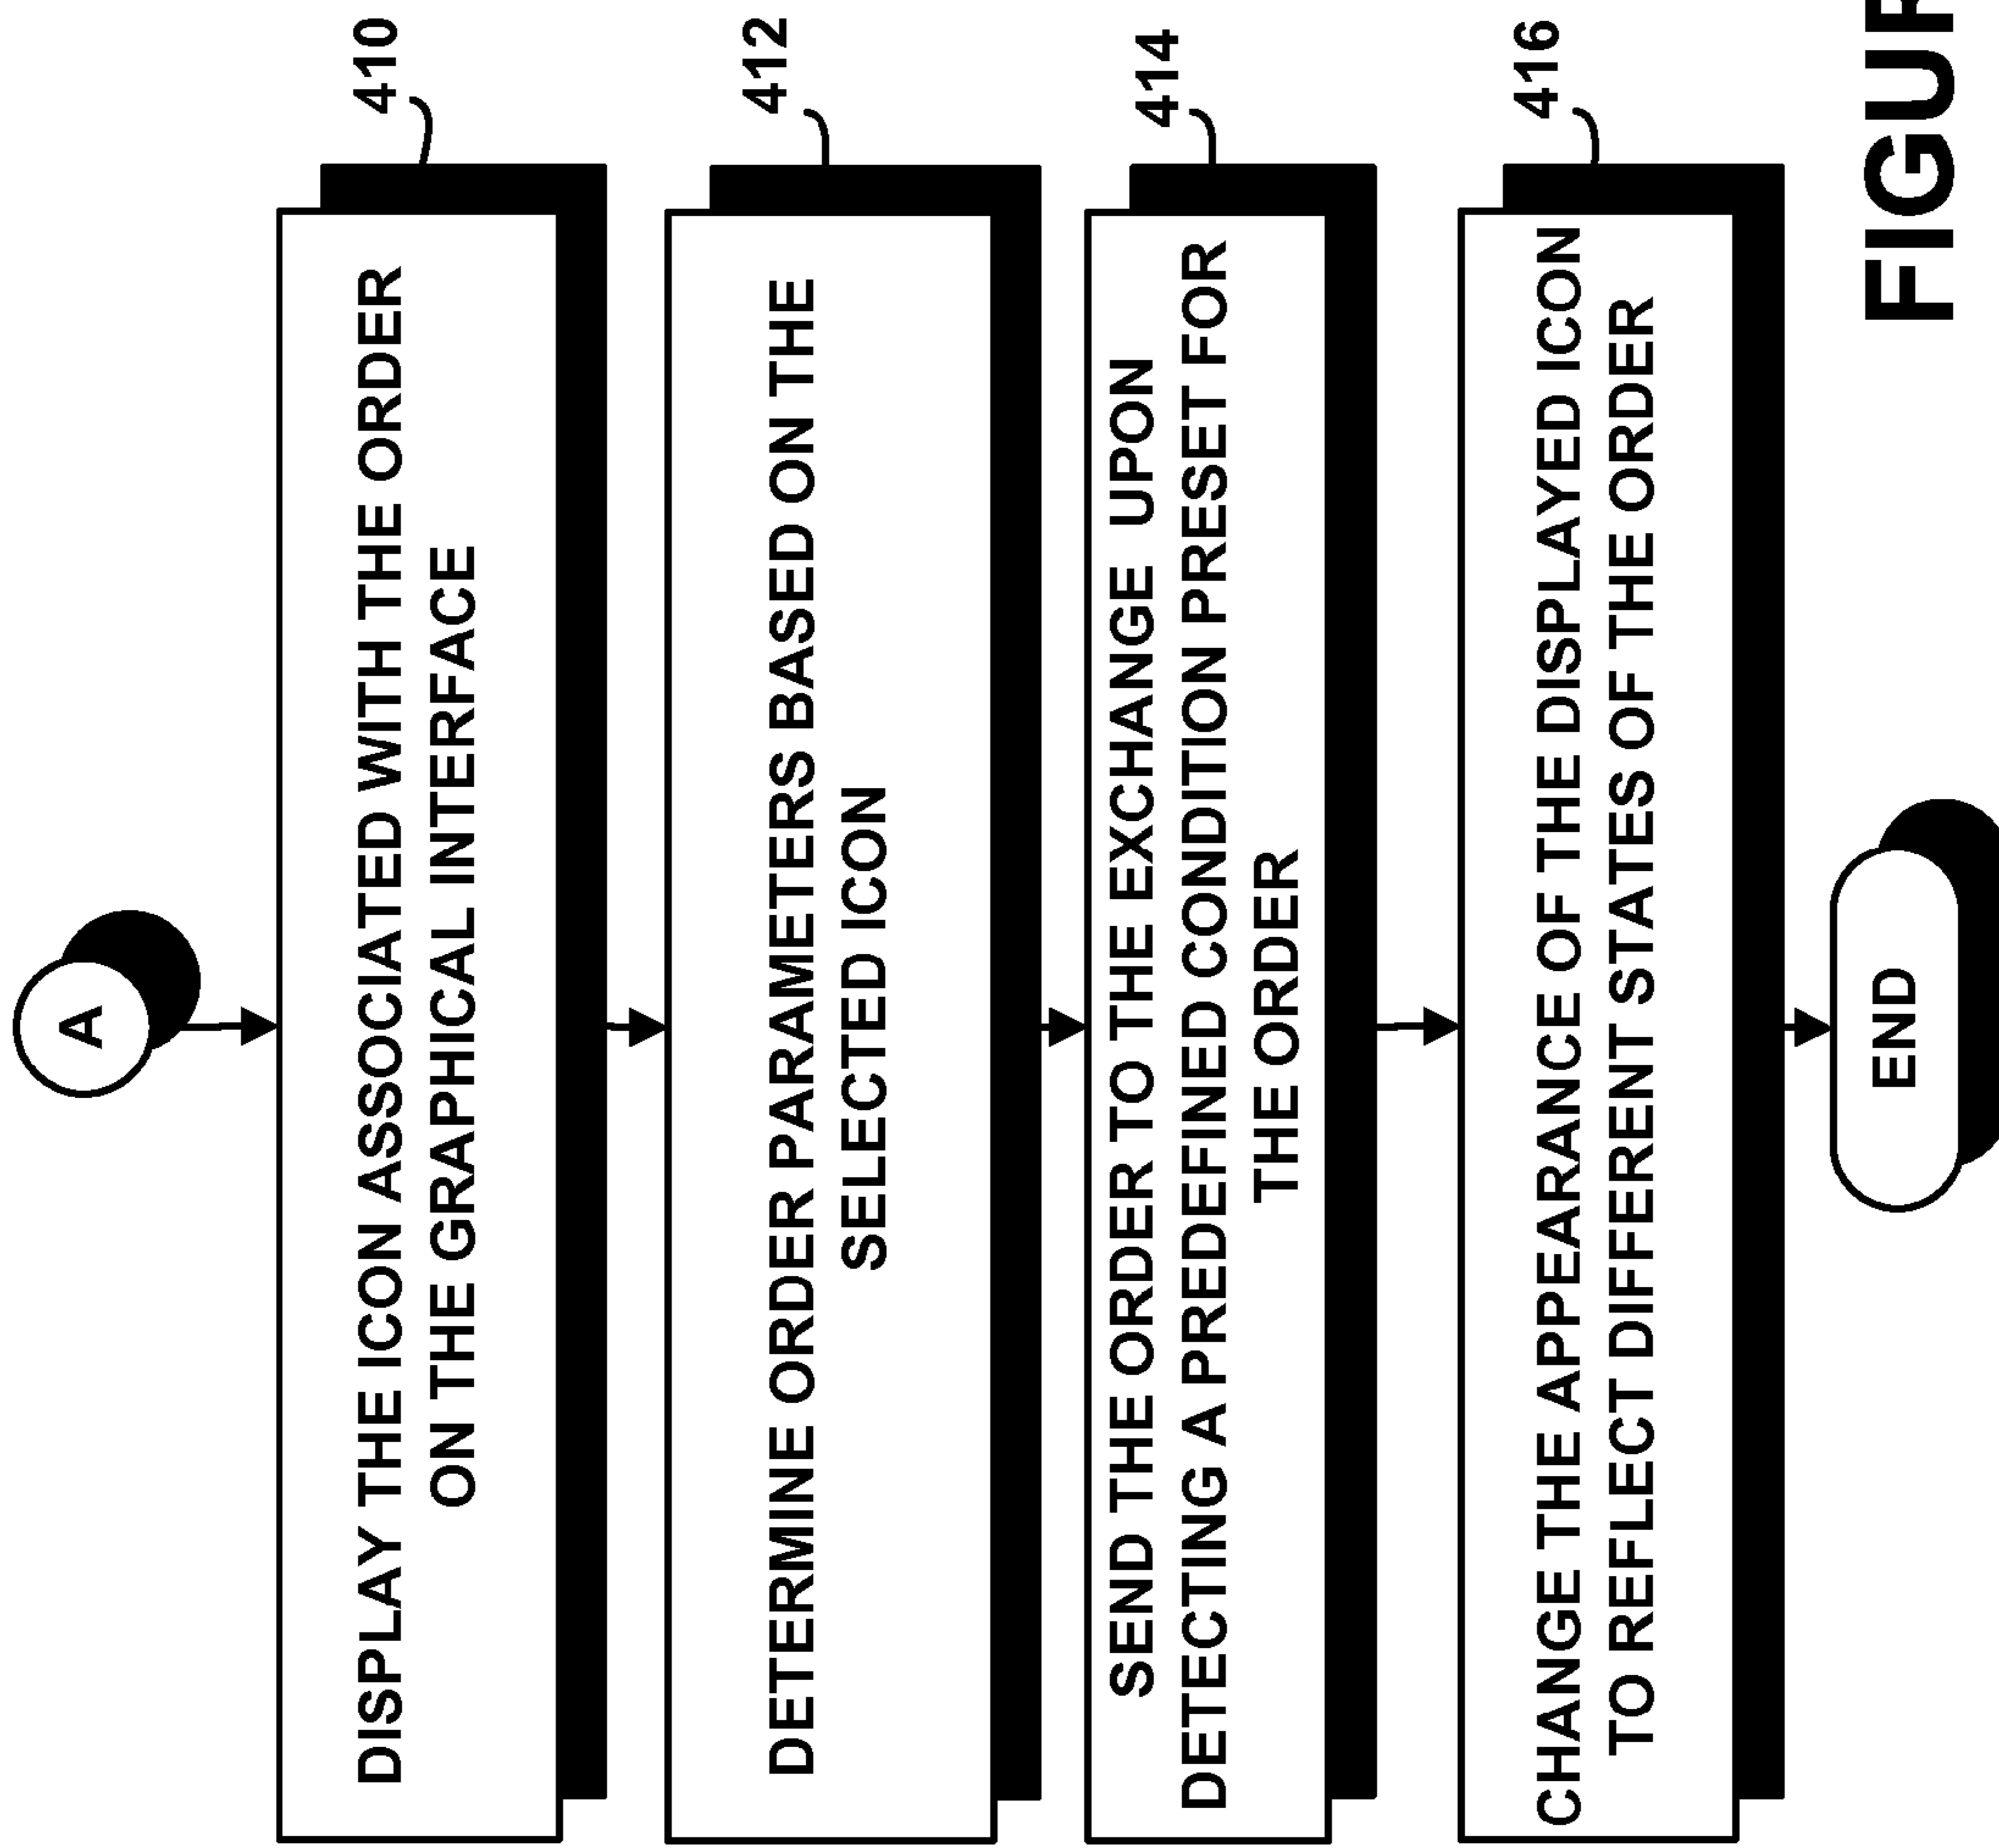 A
410
DISPLAY THE ICON ASSOCIATED WITH THE ORDER
ON THE GRAPHICAL INTERFACE
412
DETERMINE ORDER PARAMETERS BASED ON THE
SELECTED ICON
414
SEND THE ORDER TO THE EXCHANGE UPON
DETECTING A PREDEFINED CONDITION PRESET FOR
THE ORDER
416
CHANGE THE APPEARANCE OF THE DISPLAYED ICON
TO REFLECT DIFFERENT STATES OF THE ORDER
END